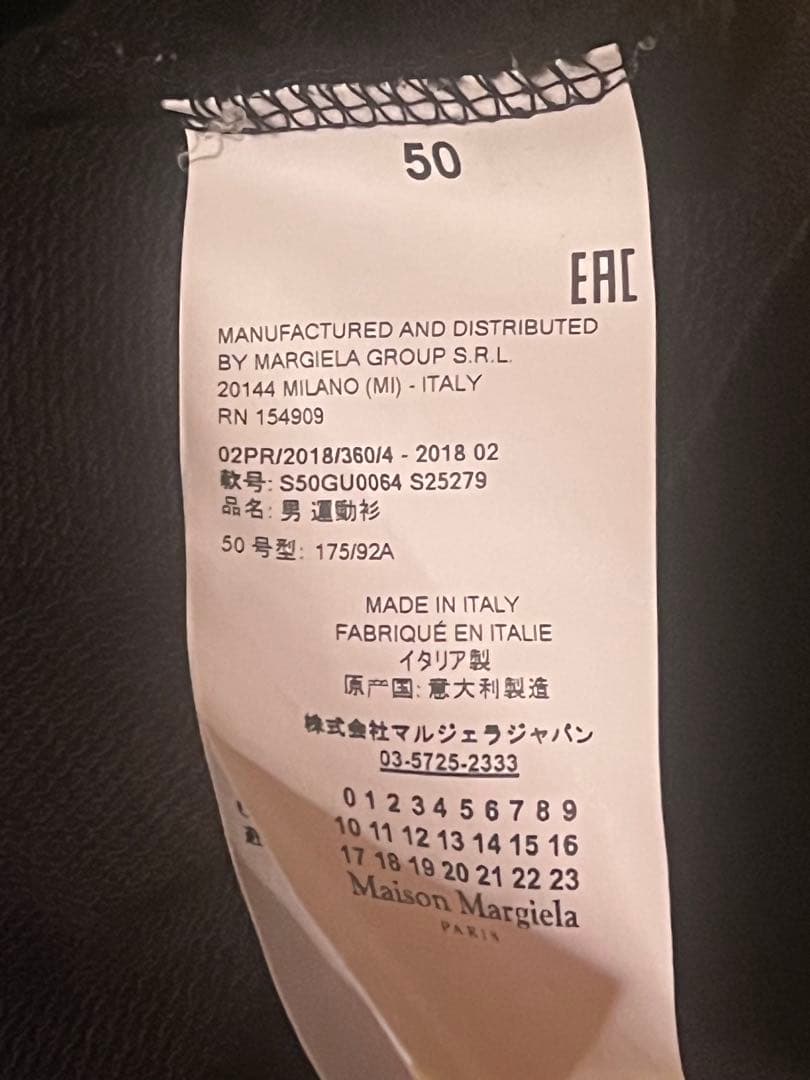 50
EAC
MANUFACTURED AND DISTRIBUTED
BY MARGIELA GROUP S.R.L.
20144 MILANO (MI) - ITALY
RN 154909
02PR/2018/360/4 - 2018 02
軟号: S50GU0064 S25279
品名: 男 運動衫
50 号型: 175/92A
MADE IN ITALY
FABRIQUÉ EN ITALIE
イタリア製
原产国: 意大利製造
株式会社マルジェラジャパン
03-5725-2333
0 1 2 3 4 5 6 7 8 9
10 11 12 13 14 15 16
17 18 19 20 21 22 23
Maison Margiela
PARIS